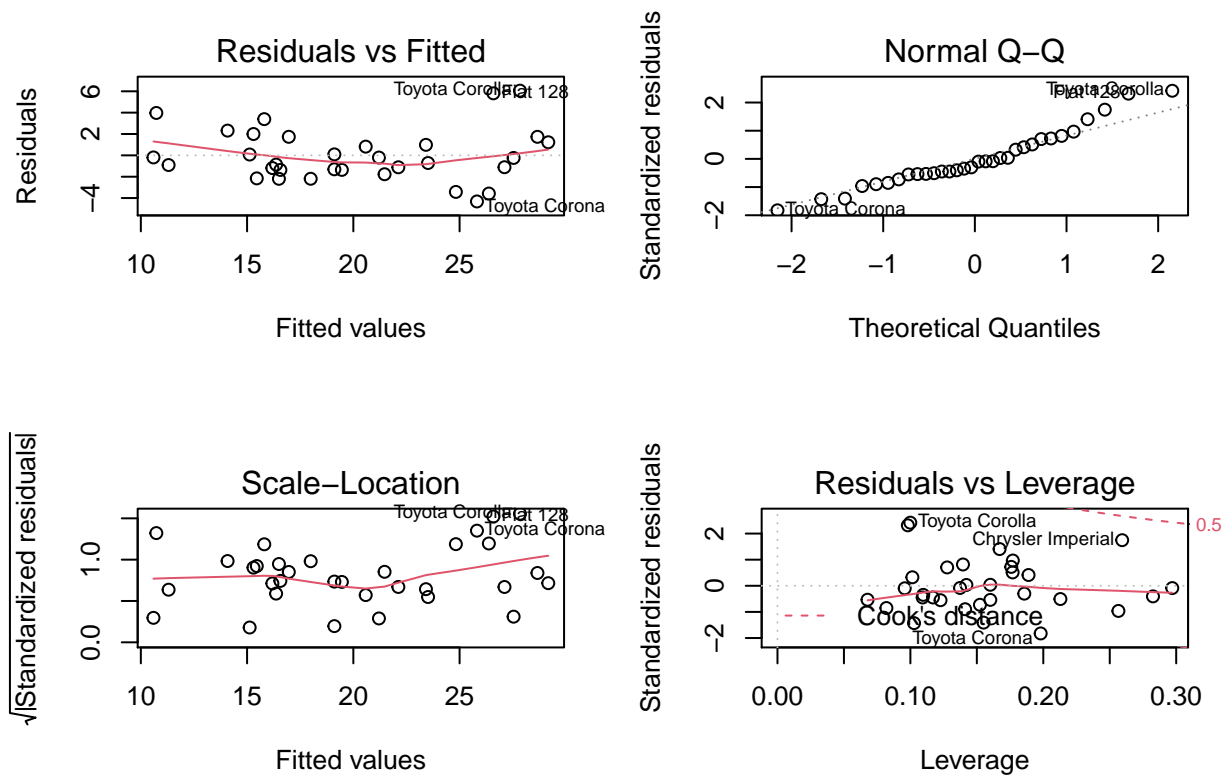 Residuals vs Fitted
Residuals
6
2
−4
Toyota Corolla
Fiat 128
Toyota Corona
10
15
20
25
Fitted values
Normal Q−Q
Standardized residuals
2
0
−2
Toyota Corolla
Fiat 128
Toyota Corona
−2
−1
0
1
2
Theoretical Quantiles
Scale−Location
√|Standardized residuals|
1.0
0.0
Toyota Corolla
Fiat 128
Toyota Corona
10
15
20
25
Fitted values
Residuals vs Leverage
Standardized residuals
2
0
−2
Toyota Corolla
Chrysler Imperial
0.5
Cook's distance
Toyota Corona
0.00
0.10
0.20
0.30
Leverage